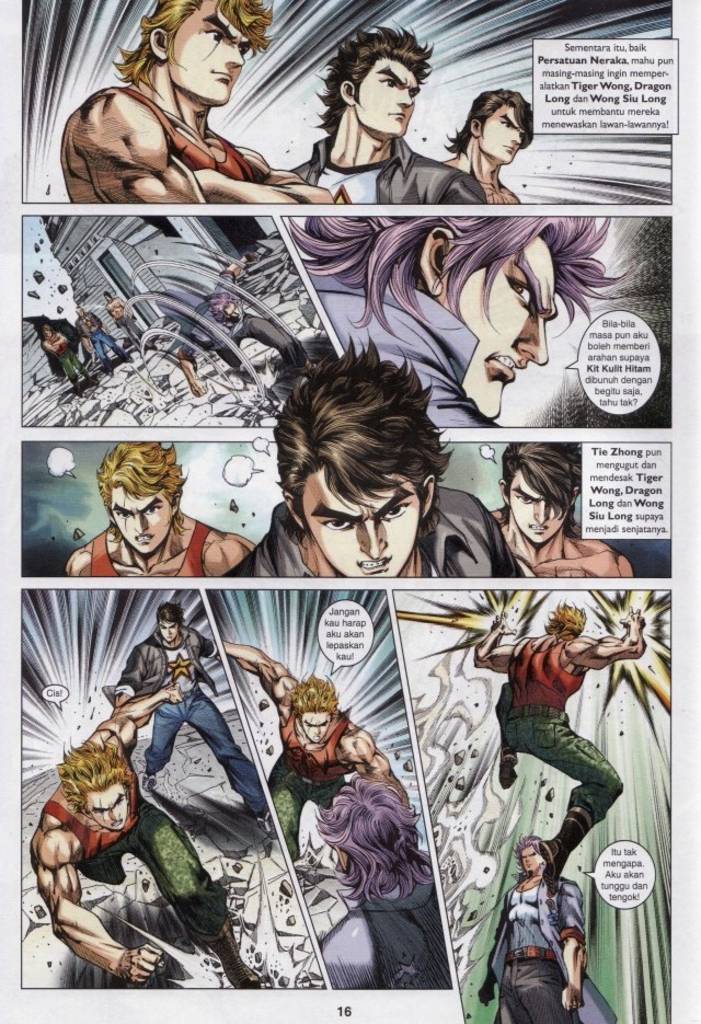 Sementara itu, baik
Persatuan Neraka, mahu pun
masing-masing ingin memper-
alatkan Tiger Wong, Dragon
Long dan Wong Siu Long
untuk membantu mereka
menewaskan lawan-lawannya!
Bila-bila
masa pun aku
boleh memberi
arahan supaya
Kit Kulit Hitam
dibunuh dengan
begitu saja,
tahu tak?
Tie Zhong pun
mengugut dan
mendesak Tiger
Wong, Dragon
Long dan Wong
Siu Long supaya
menjadi senjatanya.
Cis!
Jangan
kau harap
aku akan
lepaskan
kau!
Itu tak
mengapa.
Aku akan
tunggu dan
tengok!
16